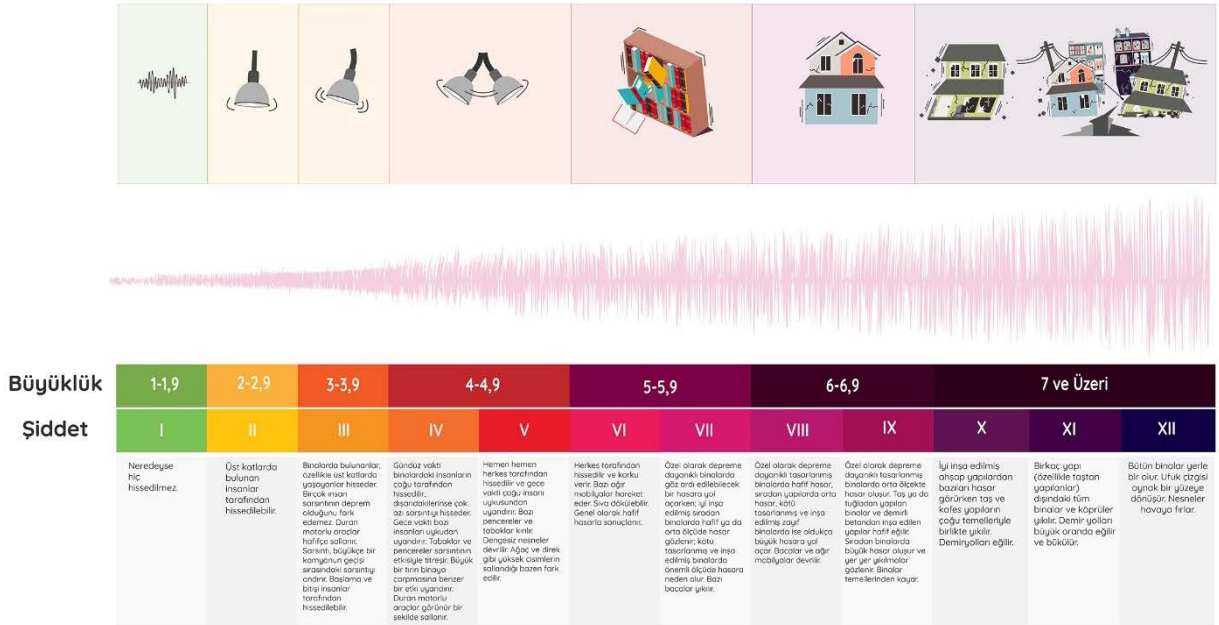 Büyüklük
1-1,9
2-2,9
3-3,9
4-4,9
5-5,9
6-6,9
7 ve Üzeri
Şiddet
I
II
III
IV
V
VI
VII
VIII
IX
X
XI
XII
Neredeyse
hiç
hissedilmez.
Üst katlarda
bulunan
insanlar
tarafından
hissedilebilir.
Binalarda bulunanlar,
özellikle üst katlarda
yaşayanlar hisseder.
Birçok insan
sarsıntının deprem
olduğunu fark
edemez. Duran
motorlu araçlar
hafifçe sallanır.
Sarsıntı, büyükçe bir
kamyonun geçişi
sırasındaki sarsıntıyı
andırır. Başlama ve
bitişi insanlar
tarafından
hissedilebilir.
Gündüz vakti
binalardaki insanların
çoğu tarafından
hissedilir,
dışarıdakilerinse çok
azı sarsıntıyı hisseder.
Gece vakti bazı
insanları uykudan
uyandırır. Tabaklar ve
pencereler sarsıntının
etkisiyle titreşir. Büyük
bir tırın binaya
çarpmasına benzer
bir etki uyandırır.
Duran motorlu
araçlar görünür bir
şekilde sallanır.
Hemen hemen
herkes tarafından
hissedilir ve gece
vakti çoğu insanı
uykusundan
uyandırır. Bazı
pencereler ve
tabaklar kırılır.
Dengesiz nesneler
devrilir. Ağaç ve direk
gibi yüksek cisimlerin
sallandığı bazen fark
edilir.
Herkes tarafından
hissedilir ve korku
verir. Bazı ağır
mobilyalar hareket
eder. Sıva dökülebilir.
Genel olarak hafif
hasarla sonuçlanır.
Özel olarak depreme
dayanıklı binalarda
göz ardı edilebilecek
bir hasara yol
açarken; iyi inşa
edilmiş sıradan
binalarda hafif ya da
orta ölçüde hasar
gözlenir; kötü
tasarlanmış ve inşa
edilmiş binalarda
önemli ölçüde hasara
neden olur. Bazı
bacalar yıkılır.
Özel olarak depreme
dayanıklı tasarlanmış
binalarda hafif hasar,
sıradan yapılarda orta
hasar, kötü
tasarlanmış ve inşa
edilmiş zayıf
binalarda ise oldukça
büyük hasara yol
açar. Bacalar ve ağır
mobilyalar devrilir.
Özel olarak depreme
dayanıklı tasarlanmış
binalarda orta ölçekte
hasar oluşur. Taş ya da
tuğladan yapılan
binalar ve demirli
betondan inşa edilen
yapılar hafif eğilir.
Sıradan binalarda
büyük hasar oluşur ve
yer yer yıkılmalar
gözlenir. Binalar
temellerinden kayar.
İyi inşa edilmiş
ahşap yapılardan
bazıları hasar
görürken taş ve
kafes yapıların
çoğu temelleriyle
birlikte yıkılır.
Demiryolları eğilir.
Birkaç yapı
(özellikle taştan
yapılanlar)
dışındaki tüm
binalar ve köprüler
yıkılır. Demir yolları
büyük oranda eğilir
ve bükülür.
Bütün binalar yerle
bir olur. Ufuk çizgisi
oynak bir yüzeye
dönüşür. Nesneler
havaya fırlar.